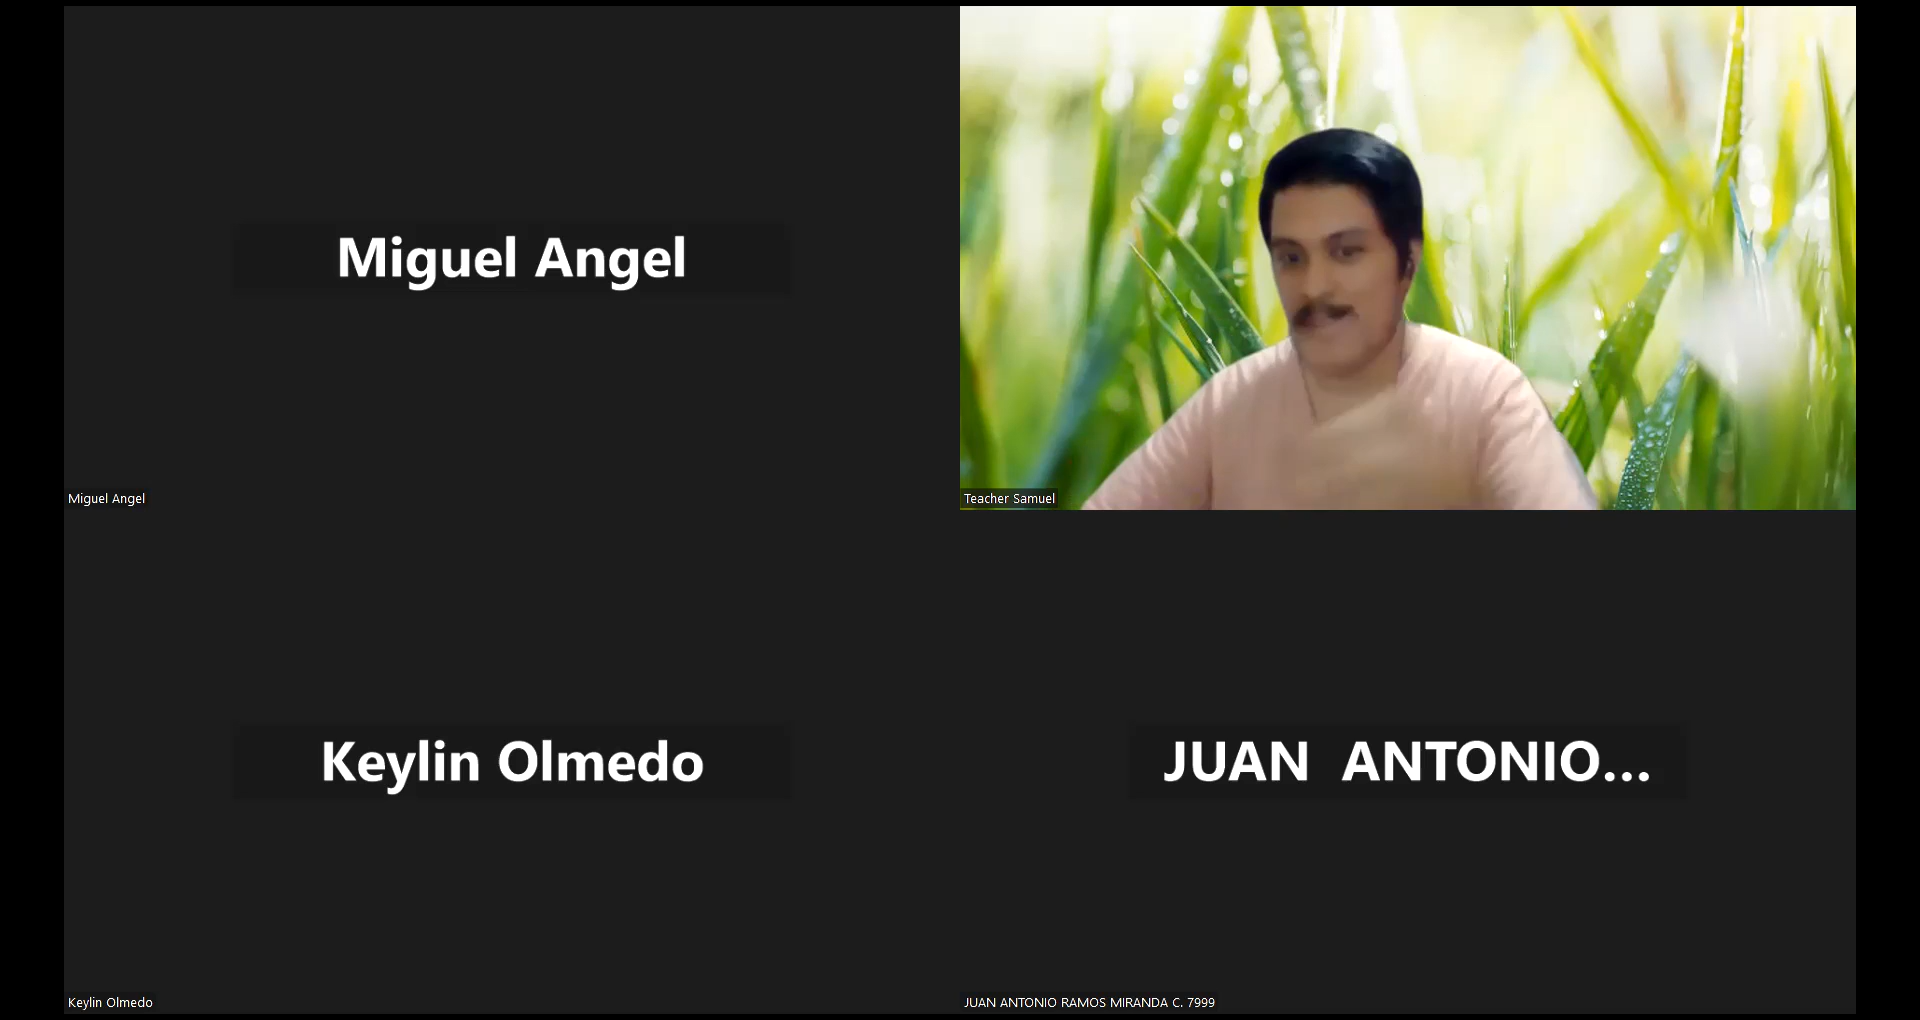 Miguel Angel
Miguel Angel
Teacher Samuel
Keylin Olmedo
JUAN  ANTONIO...
Keylin Olmedo
JUAN ANTONIO RAMOS MIRANDA C. 7999